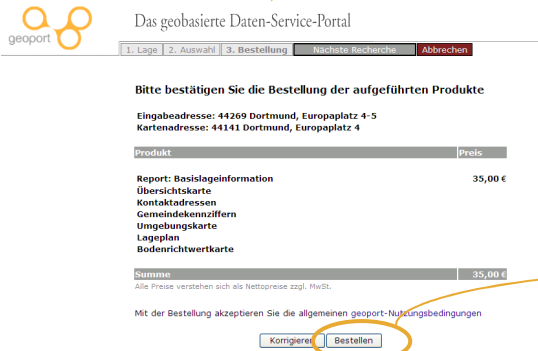 geoport
Das geobasierte Daten-Service-Portal
1. Lage 2. Auswahl 3. Bestellung Nächste Recherche Abbrechen
Bitte bestätigen Sie die Bestellung der aufgeführten Produkte
Eingabeadresse: 44269 Dortmund, Europaplatz 4-5
Kartenadresse: 44141 Dortmund, Europaplatz 4
Produkt Preis
Report: Basislageinformation 35,00 €
Übersichtskarte
Kontaktadressen
Gemeindekennziffern
Umgebungskarte
Lageplan
Bodenrichtwertkarte
Summe 35,00 €
Alle Preise verstehen sich als Nettopreise zzgl. MwSt.
Mit der Bestellung akzeptieren Sie die allgemeinen geoport-Nutzungsbedingungen
Korrigieren Bestellen